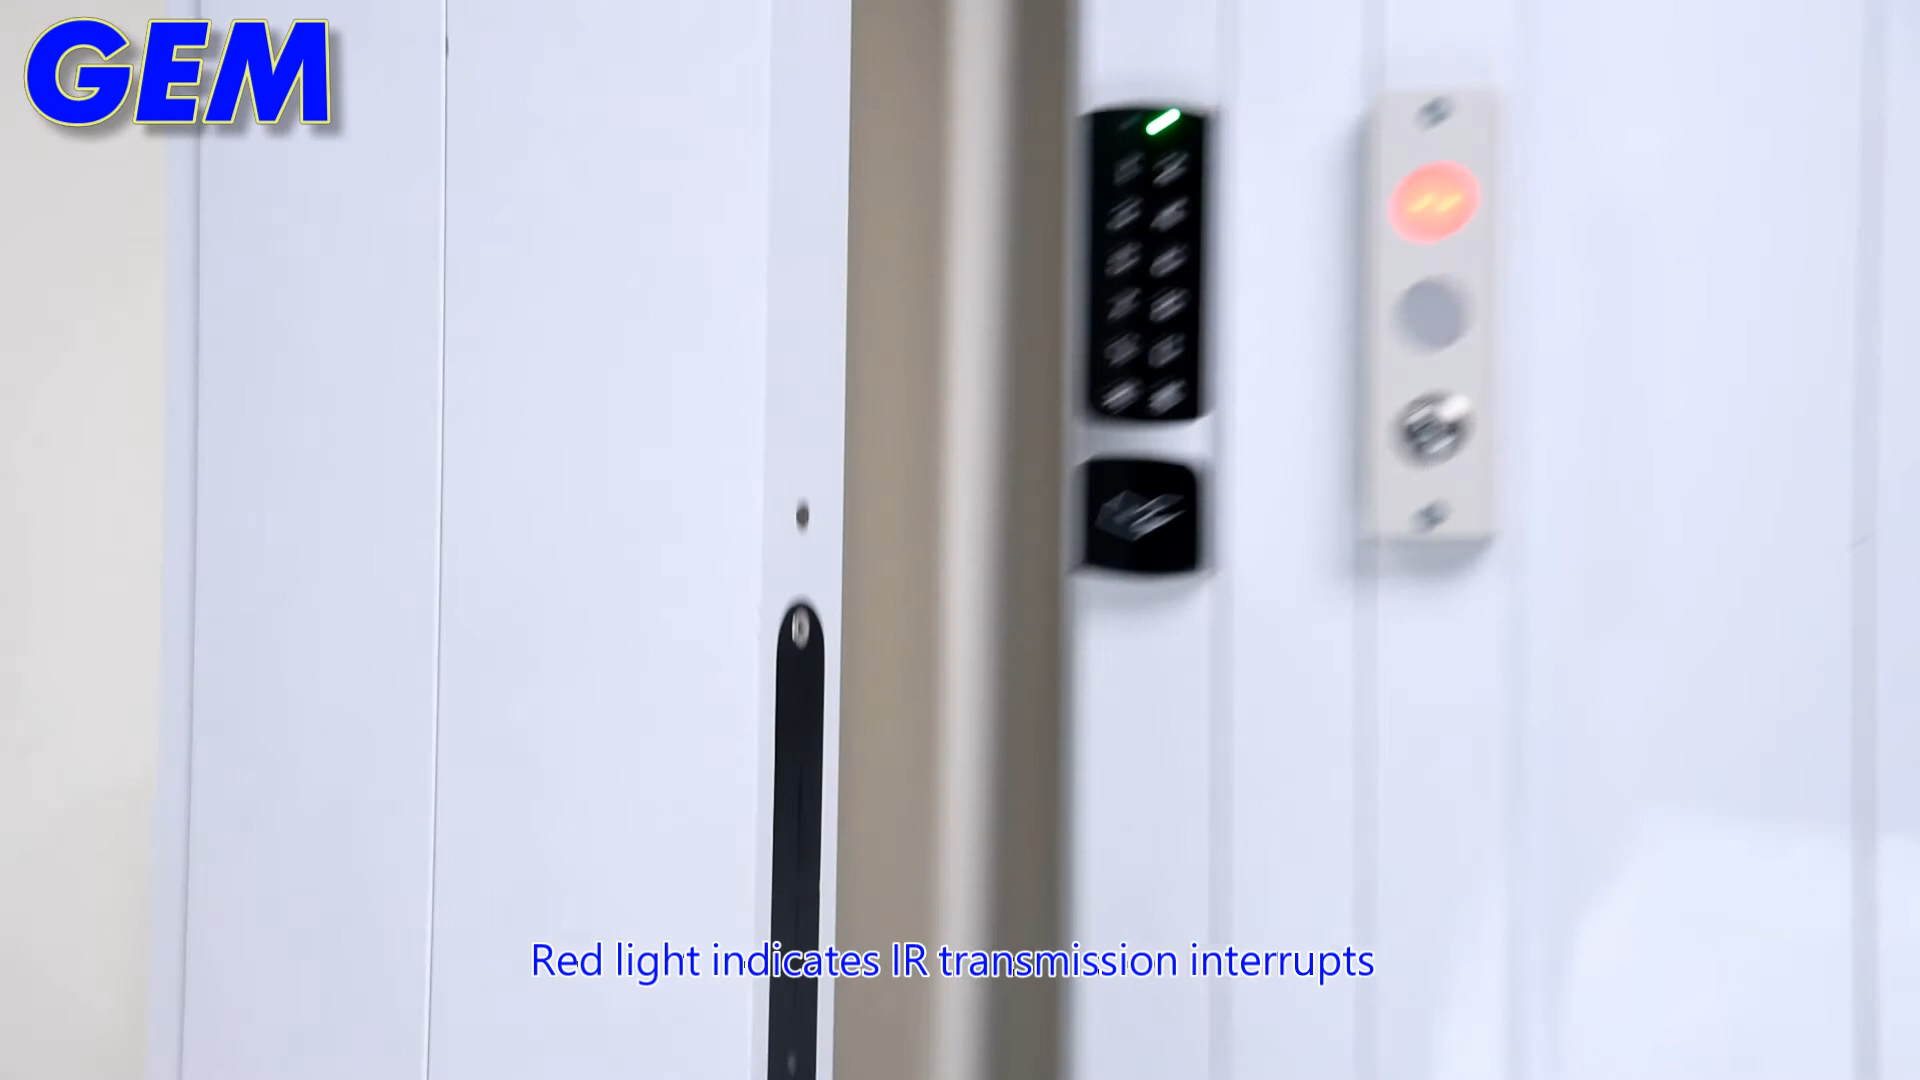 GEM
Red light indicates IR transmission interrupts